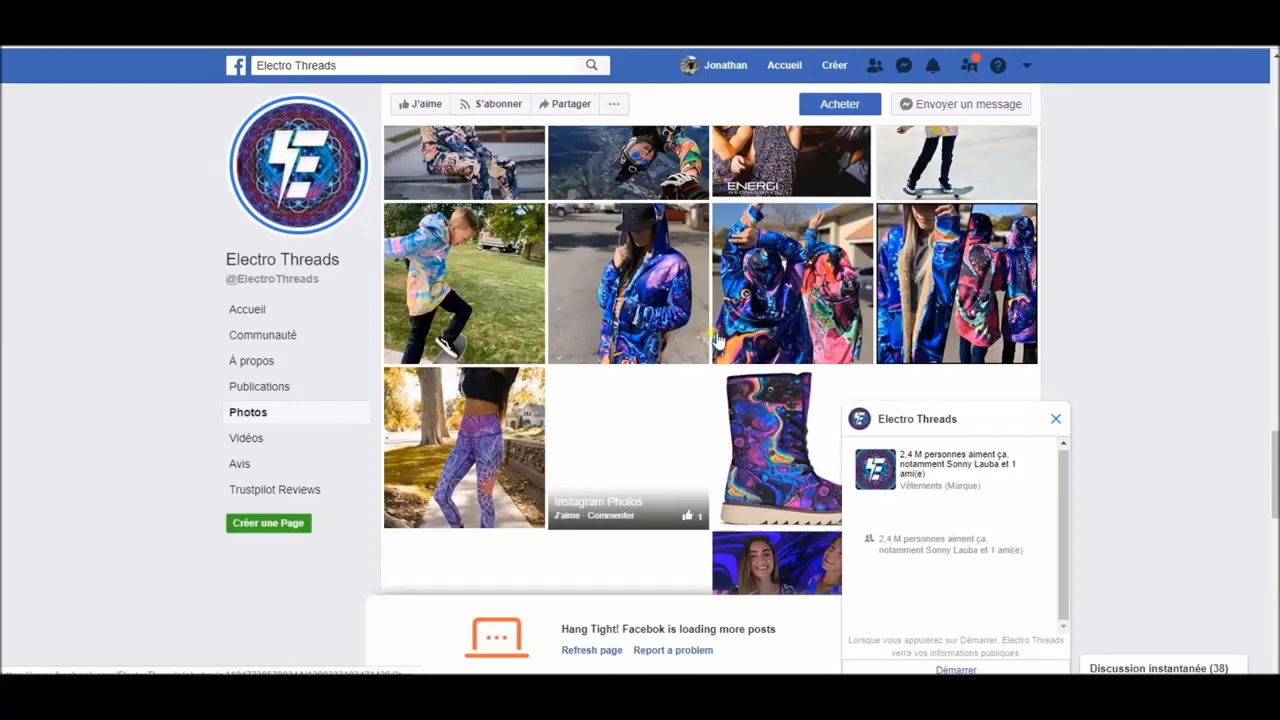 Electro Threads
Jonathan
Accueil
Créer
J'aime
S'abonner
Partager
Acheter
Envoyer un message
ENERGI
Electro Threads
@ElectroThreads
Accueil
Communauté
À propos
Publications
Photos
Vidéos
Avis
Trustpilot Reviews
Créer une Page
Instagram Photos
J'aime · Commenter
1
Hang Tight! Facebok is loading more posts
Refresh page
Report a problem
Electro Threads
2,4 M personnes aiment ça,
notamment Sonny Lauba et 1
ami(e)
Vêtements (Marque)
2,4 M personnes aiment ça,
notamment Sonny Lauba et 1 ami(e)
Lorsque vous appuierez sur Démarrer Electro Threads
verra vos informations publiques
Démarrer
Discussion instantanée (38)